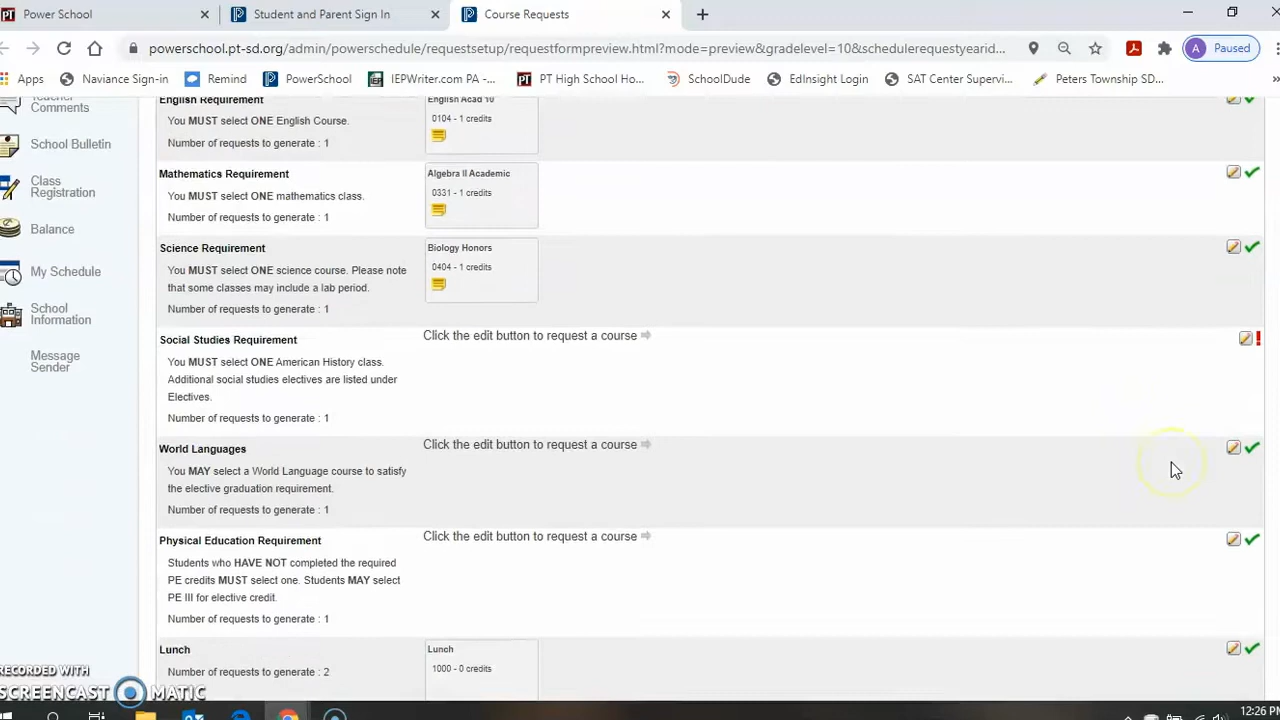 PT Power School
Student and Parent Sign In
Course Requests
powerschool.pt-sd.org/admin/powerschedule/requestsetup/requestformpreview.html?mode=preview&gradelevel=10&schedulerequestyearid...
A Paused
Apps
Naviance Sign-in
Remind
PowerSchool
IEPWriter.com PA -...
PT High School Ho...
SchoolDude
EdInsight Login
SAT Center Supervi...
Peters Township SD...
Teacher
Comments
School Bulletin
Class
Registration
Balance
My Schedule
School
Information
Message
Sender
English Requirement
You MUST select ONE English Course.
Number of requests to generate : 1
English Acad 10
0104 - 1 credits
Mathematics Requirement
You MUST select ONE mathematics class.
Number of requests to generate : 1
Algebra II Academic
0331 - 1 credits
Science Requirement
You MUST select ONE science course. Please note
that some classes may include a lab period.
Number of requests to generate : 1
Biology Honors
0404 - 1 credits
Social Studies Requirement
Click the edit button to request a course
You MUST select ONE American History class.
Additional social studies electives are listed under
Electives.
Number of requests to generate : 1
World Languages
Click the edit button to request a course
You MAY select a World Language course to satisfy
the elective graduation requirement.
Number of requests to generate : 1
Physical Education Requirement
Click the edit button to request a course
Students who HAVE NOT completed the required
PE credits MUST select one. Students MAY select
PE III for elective credit.
Number of requests to generate : 1
Lunch
Number of requests to generate : 2
Lunch
1000 - 0 credits
RECORDED WITH
SCREENCAST MATIC
12:26 PM